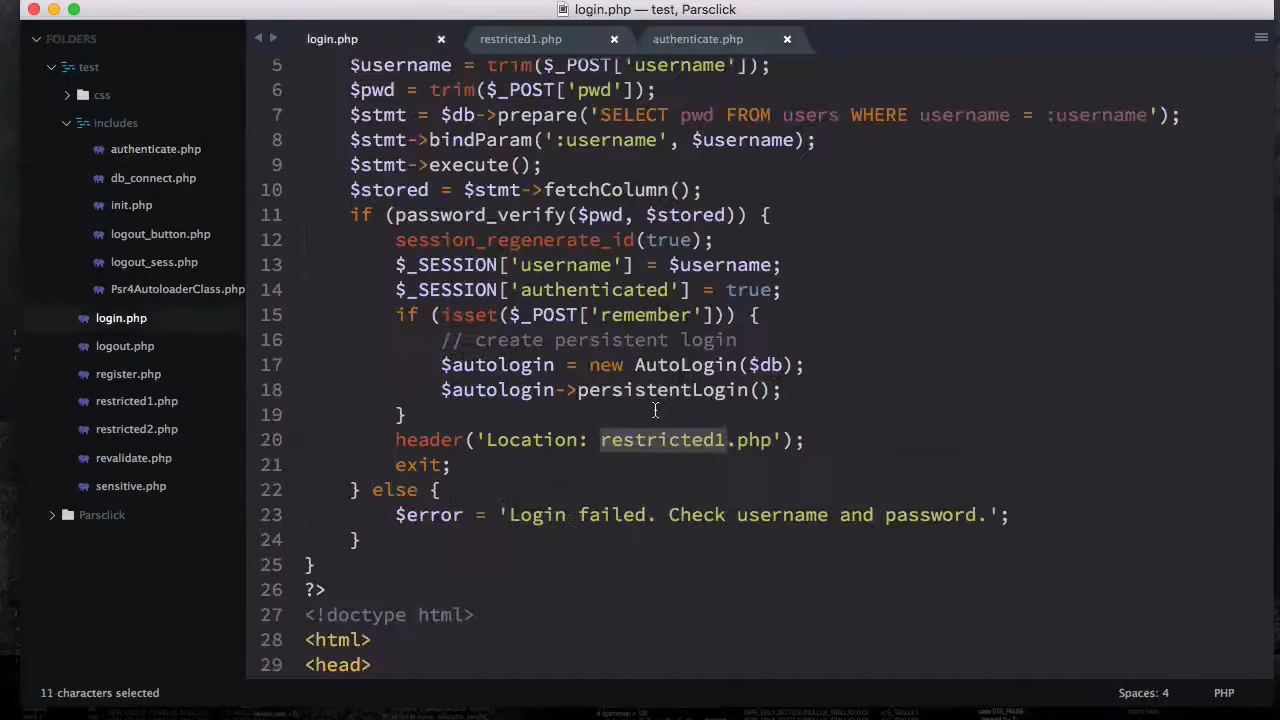 login.php — test, Parsclick
FOLDERS
test
css
includes
authenticate.php
db_connect.php
init.php
logout_button.php
logout_sess.php
Psr4AutoloaderClass.php
login.php
logout.php
register.php
restricted1.php
restricted2.php
revalidate.php
sensitive.php
Parsclick
login.php restricted1.php authenticate.php
5 $username = trim($_POST['username']);
6 $pwd = trim($_POST['pwd']);
7 $stmt = $db->prepare('SELECT pwd FROM users WHERE username = :username');
8 $stmt->bindParam(':username', $username);
9 $stmt->execute();
10 $stored = $stmt->fetchColumn();
11 if (password_verify($pwd, $stored)) {
12 session_regenerate_id(true);
13 $_SESSION['username'] = $username;
14 $_SESSION['authenticated'] = true;
15 if (isset($_POST['remember'])) {
16 // create persistent login
17 $autologin = new AutoLogin($db);
18 $autologin->persistentLogin();
19 }
20 header('Location: restricted1.php');
21 exit;
22 } else {
23 $error = 'Login failed. Check username and password.';
24 }
25 }
26 ?>
27 <!doctype html>
28 <html>
29 <head>
11 characters selected
Spaces: 4 PHP